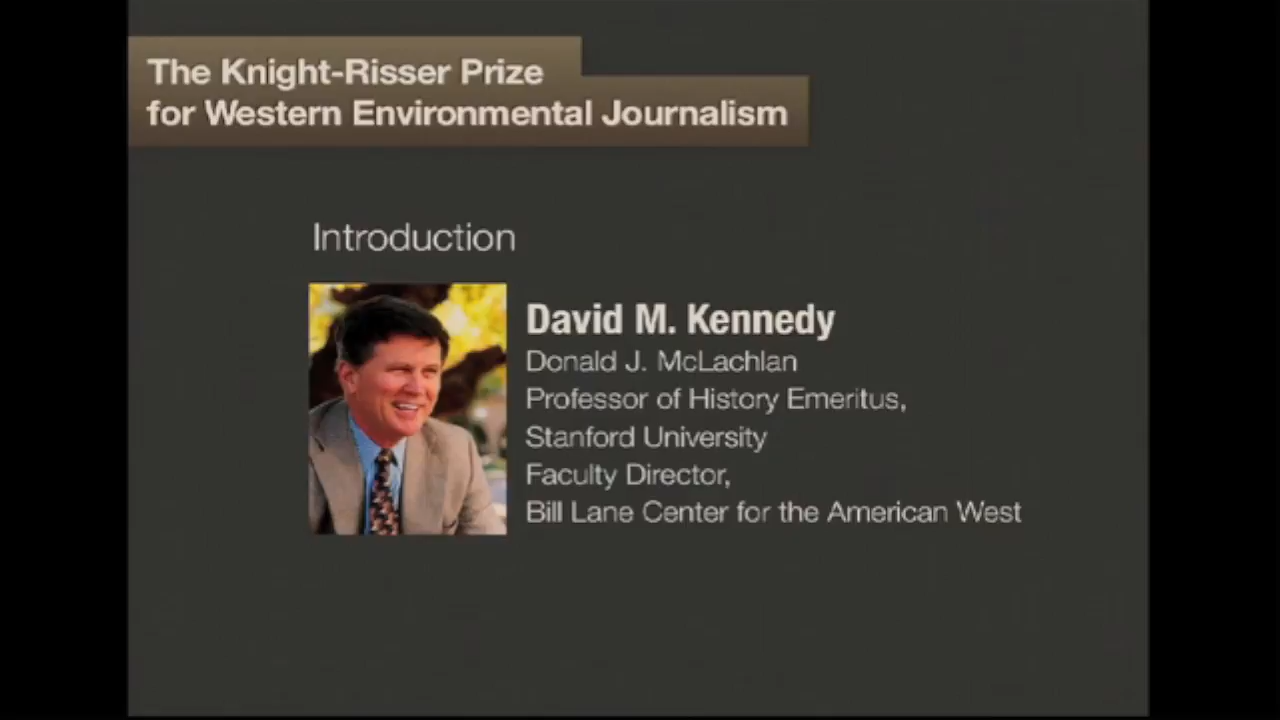 The Knight-Risser Prize
for Western Environmental Journalism
Introduction
David M. Kennedy
Donald J. McLachlan
Professor of History Emeritus,
Stanford University
Faculty Director,
Bill Lane Center for the American West